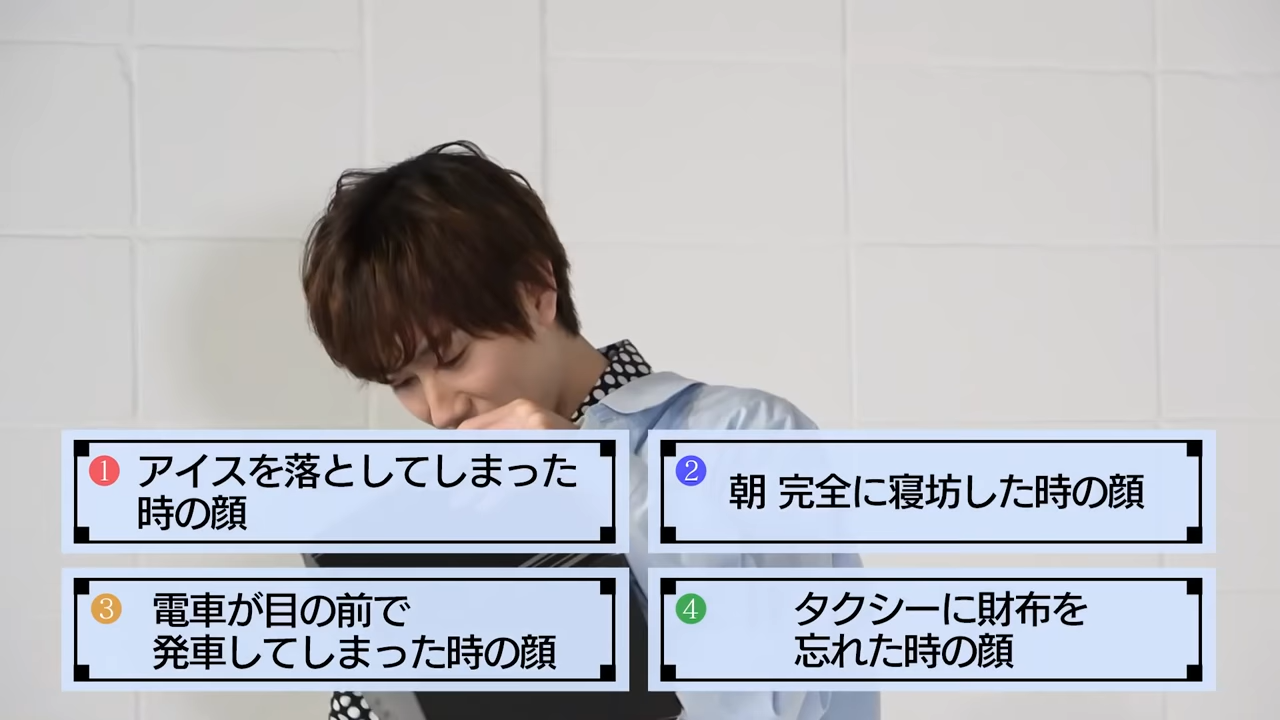 ❶ アイスを落としてしまった
時の顔
❷ 朝 完全に寝坊した時の顔
❸ 電車が目の前で
発車してしまった時の顔
❹ タクシーに財布を
忘れた時の顔